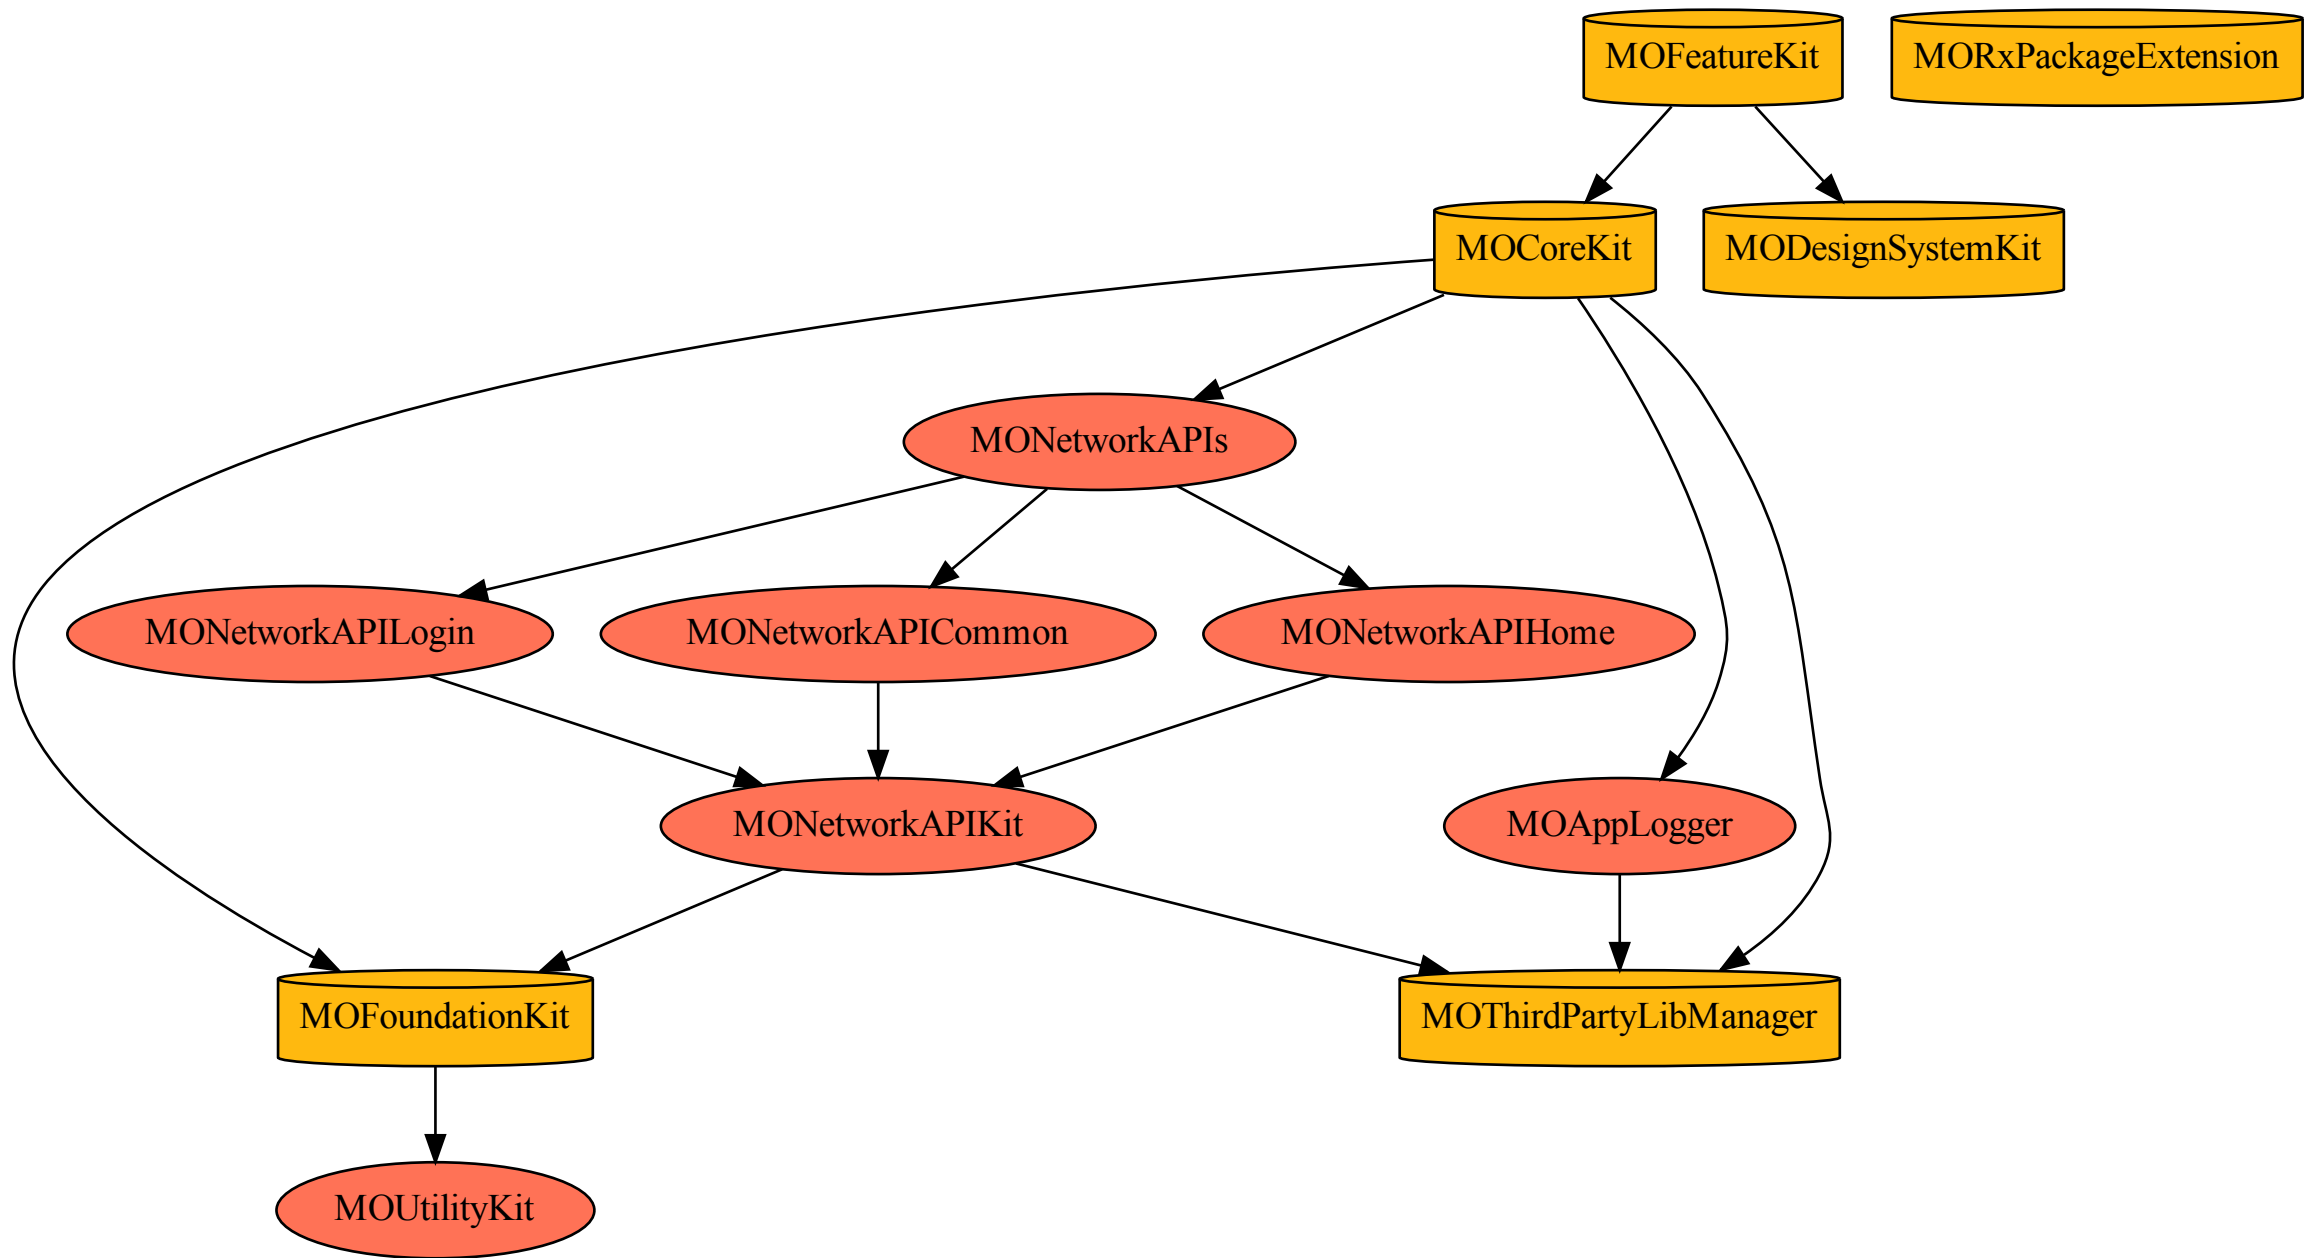 MOFeatureKit
MORxPackageExtension
MOCoreKit
MODesignSystemKit
MONetworkAPIs
MONetworkAPILogin
MONetworkAPICommon
MONetworkAPIHome
MONetworkAPIKit
MOAppLogger
MOFoundationKit
MOThirdPartyLibManager
MOUtilityKit